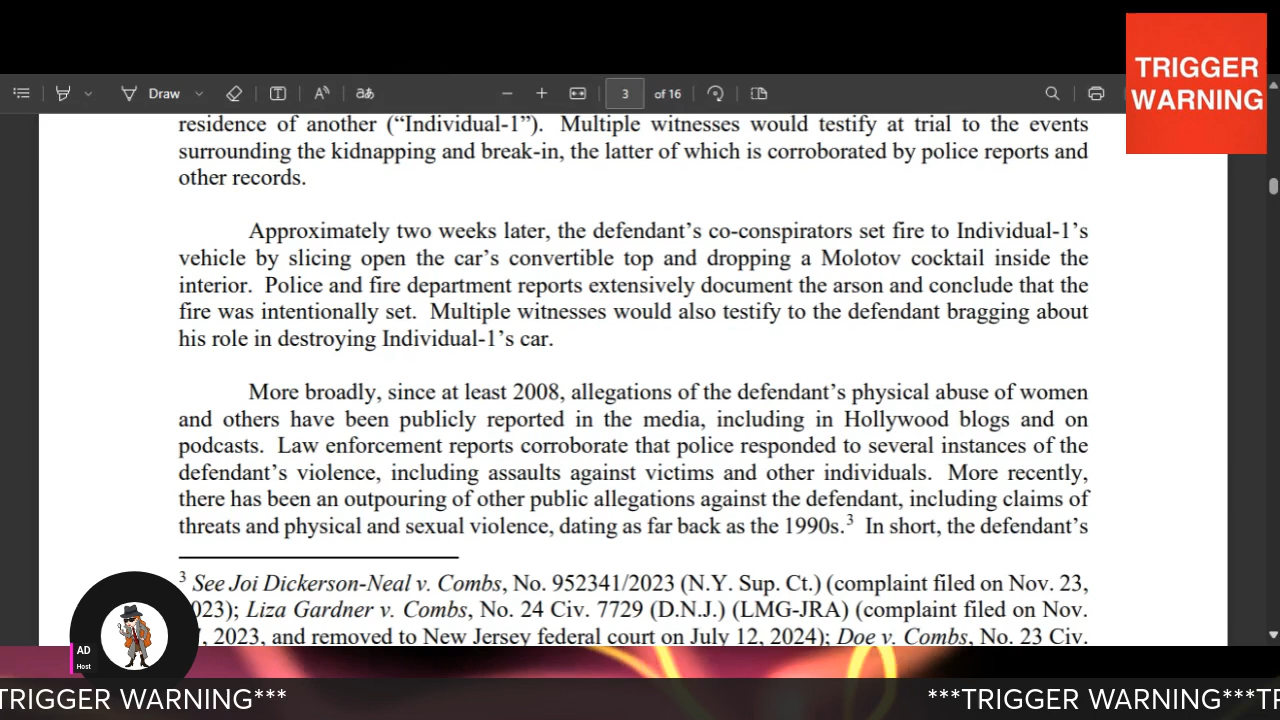 TRIGGER
WARNING
Draw
3
of 16
residence of another (“Individual-1”). Multiple witnesses would testify at trial to the events
surrounding the kidnapping and break-in, the latter of which is corroborated by police reports and
other records.
Approximately two weeks later, the defendant’s co-conspirators set fire to Individual-1’s
vehicle by slicing open the car’s convertible top and dropping a Molotov cocktail inside the
interior. Police and fire department reports extensively document the arson and conclude that the
fire was intentionally set. Multiple witnesses would also testify to the defendant bragging about
his role in destroying Individual-1’s car.
More broadly, since at least 2008, allegations of the defendant’s physical abuse of women
and others have been publicly reported in the media, including in Hollywood blogs and on
podcasts. Law enforcement reports corroborate that police responded to several instances of the
defendant’s violence, including assaults against victims and other individuals. More recently,
there has been an outpouring of other public allegations against the defendant, including claims of
threats and physical and sexual violence, dating as far back as the 1990s.3 In short, the defendant’s
3 See Joi Dickerson-Neal v. Combs, No. 952341/2023 (N.Y. Sup. Ct.) (complaint filed on Nov. 23,
023); Liza Gardner v. Combs, No. 24 Civ. 7729 (D.N.J.) (LMG-JRA) (complaint filed on Nov.
, 2023, and removed to New Jersey federal court on July 12, 2024); Doe v. Combs, No. 23 Civ.
AD
Host
TRIGGER WARNING*** ***TRIGGER WARNING***